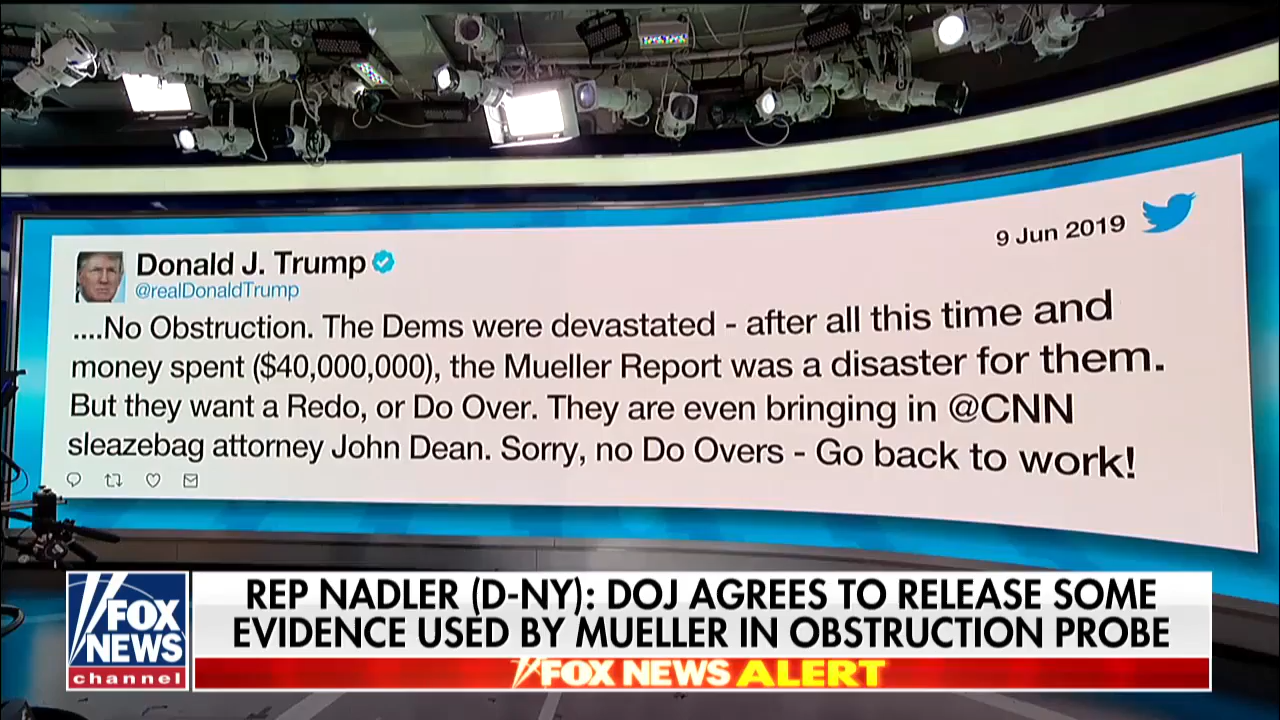 9 Jun 2019
Donald J. Trump
@realDonaldTrump
....No Obstruction. The Dems were devastated - after all this time and
money spent ($40,000,000), the Mueller Report was a disaster for them.
But they want a Redo, or Do Over. They are even bringing in @CNN
sleazebag attorney John Dean. Sorry, no Do Overs - Go back to work!
FOX
NEWS
channel
REP NADLER (D-NY): DOJ AGREES TO RELEASE SOME
EVIDENCE USED BY MUELLER IN OBSTRUCTION PROBE
FOX NEWS ALERT